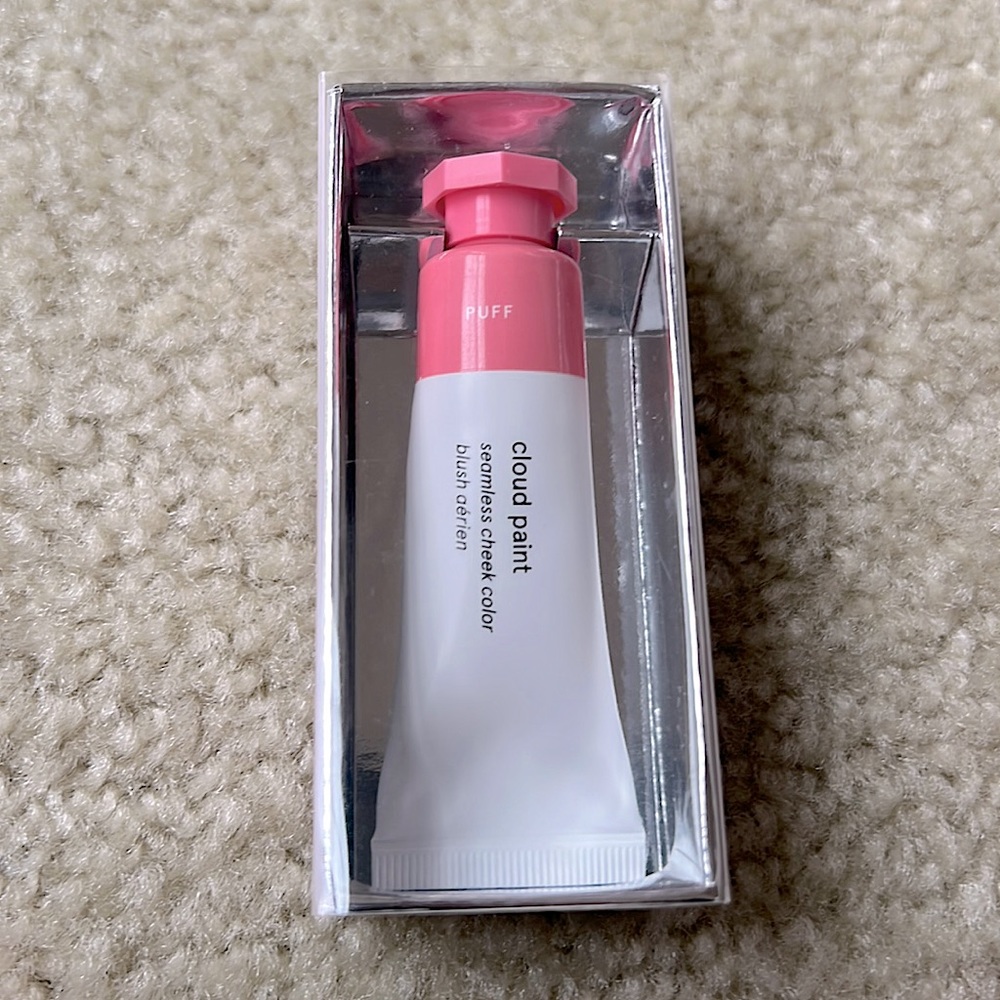 PUFF
cloud paint
seamless cheek color
blush aérien